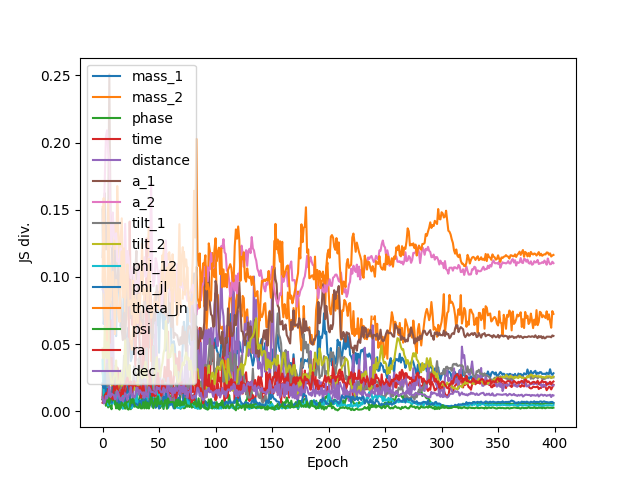 0.25
0.20
0.15
0.10
0.05
0.00
JS div.
mass_1
mass_2
phase
time
distance
a_1
a_2
tilt_1
tilt_2
phi_12
phi_jl
theta_jn
psi
ra
dec
0
50
100
150
200
250
300
350
400
Epoch